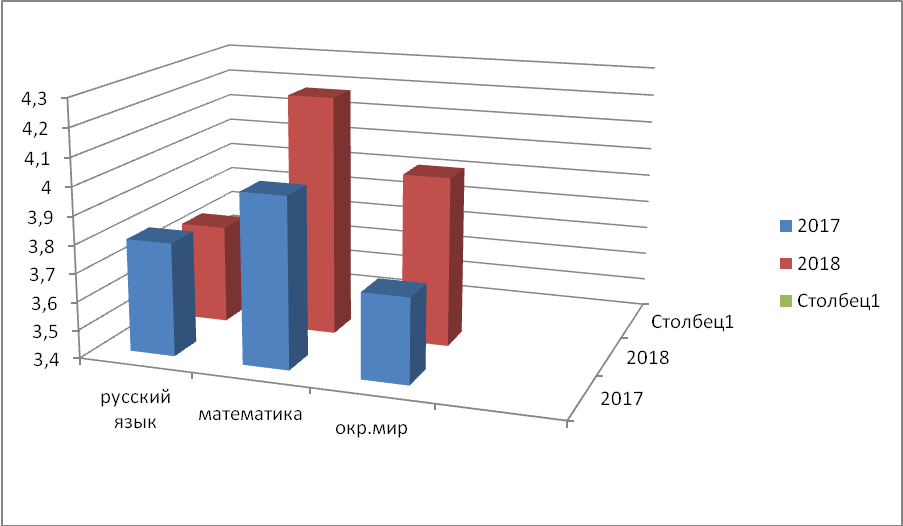 4,3
4,2
4,1
4
3,9
3,8
3,7
3,6
3,5
3,4
русский
язык
математика
окр.мир
2017
2018
Столбец1
2017
2018
Столбец1